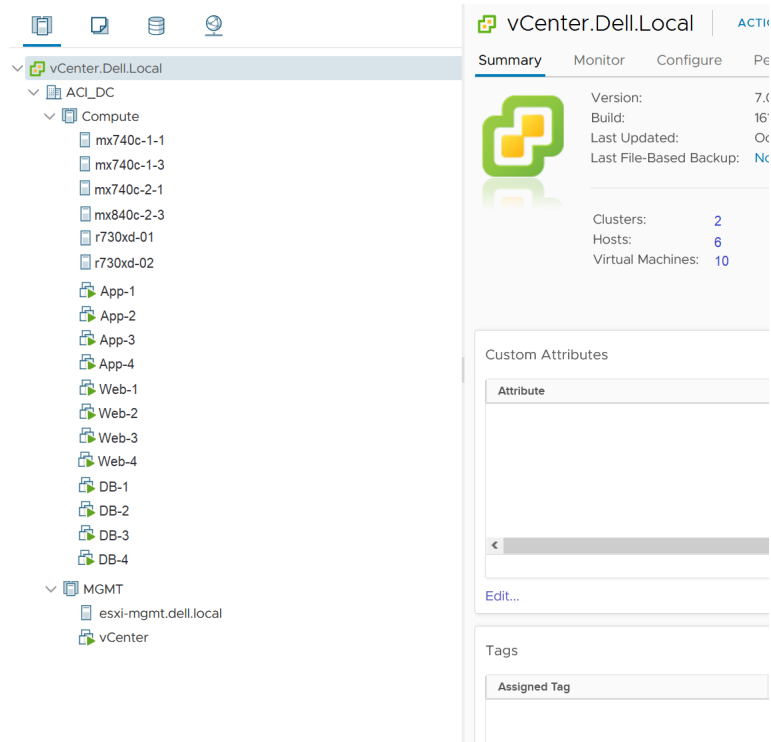 vCenter.Dell.Local
ACI_DC
Compute
mx740c-1-1
mx740c-1-3
mx740c-2-1
mx840c-2-3
r730xd-01
r730xd-02
App-1
App-2
App-3
App-4
Web-1
Web-2
Web-3
Web-4
DB-1
DB-2
DB-3
DB-4
MGMT
esxi-mgmt.dell.local
vCenter
vCenter.Dell.Local
Summary Monitor Configure
Version: 7.0
Build: 161
Last Updated:
Last File-Based Backup:
Clusters: 2
Hosts: 6
Virtual Machines: 10
Custom Attributes
Attribute
Edit...
Tags
Assigned Tag